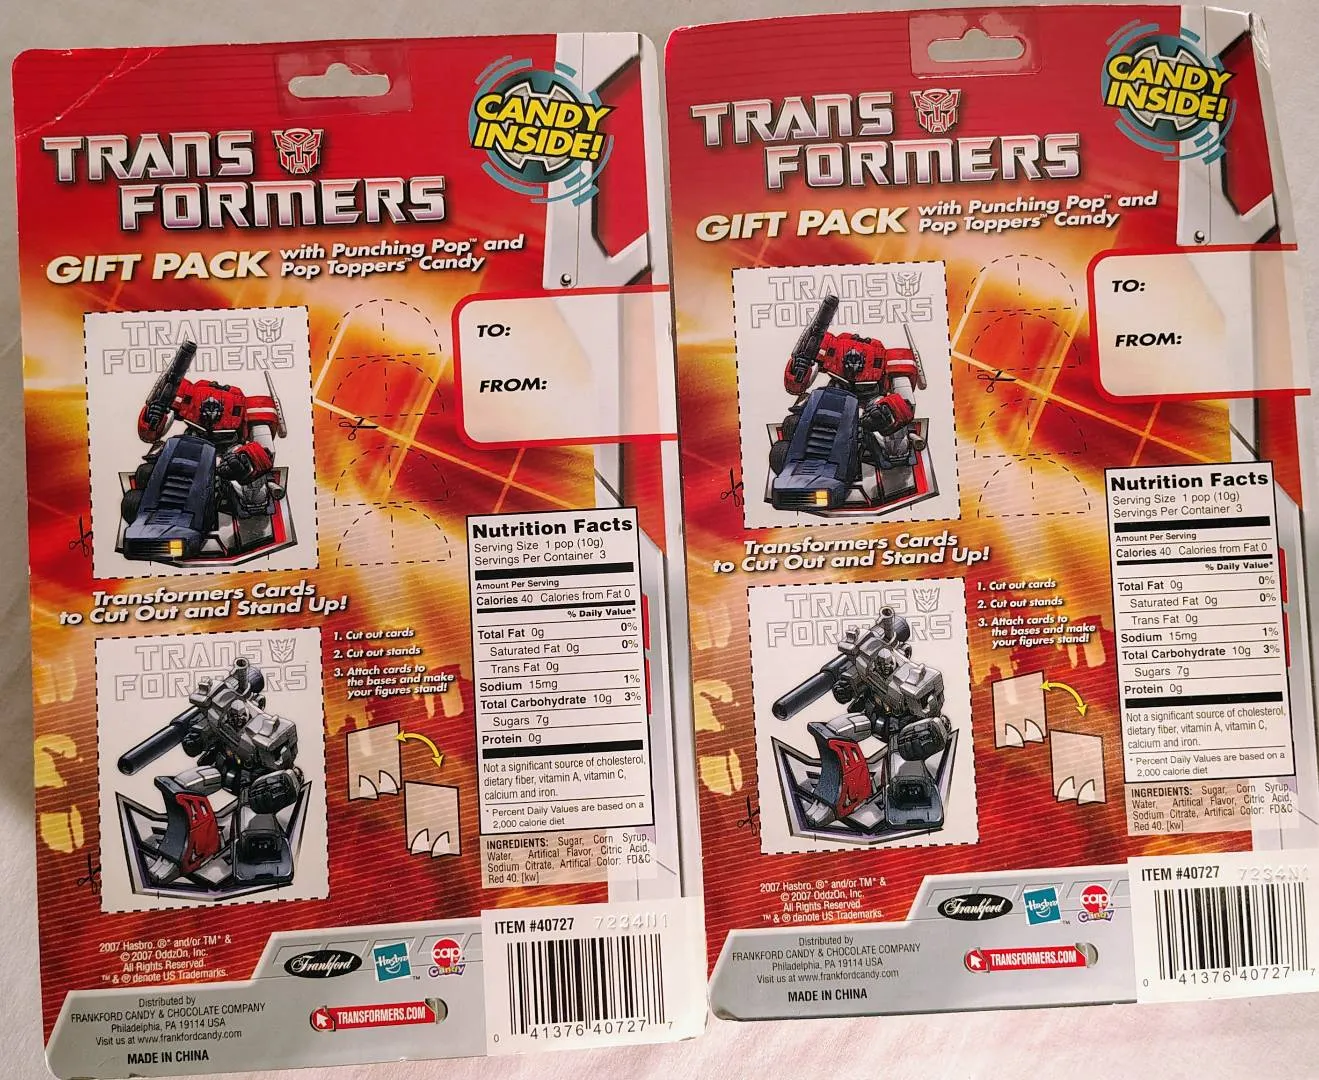 TRANS
FORMERS
CANDY
INSIDE!
GIFT PACK with Punching Pop™ and
Pop Toppers™ Candy
TO:
FROM:
TRANS
FORMERS
Transformers Cards
to Cut Out and Stand Up!
TRANS
FORMERS
1. Cut out cards
2. Cut out stands
3. Attach cards to
the bases and make
your figures stand!
Nutrition Facts
Serving Size 1 pop (10g)
Servings Per Container 3
Amount Per Serving
Calories 40 Calories from Fat 0
% Daily Value*
Total Fat 0g 0%
Saturated Fat 0g 0%
Trans Fat 0g
Sodium 15mg 1%
Total Carbohydrate 10g 3%
Sugars 7g
Protein 0g
Not a significant source of cholesterol,
dietary fiber, vitamin A, vitamin C,
calcium and iron.
* Percent Daily Values are based on a
2,000 calorie diet
INGREDIENTS: Sugar, Corn Syrup,
Water, Artificial Flavor, Citric Acid,
Sodium Citrate, Artificial Color: FD&C
Red 40. [kw]
2007 Hasbro. ®* and/or TM* &
© 2007 OddzOn, Inc.
All Rights Reserved.
™ & ® denote US Trademarks.
Frankford
Hasbro
cap
Candy
Distributed by
FRANKFORD CANDY & CHOCOLATE COMPANY
Philadelphia, PA 19114 USA
Visit us at www.frankfordcandy.com
MADE IN CHINA
TRANSFORMERS.COM
ITEM #40727 7234N1
0 41376 40727 7
TRANS
FORMERS
CANDY
INSIDE!
GIFT PACK with Punching Pop™ and
Pop Toppers™ Candy
TO:
FROM:
TRANS
FORMERS
Transformers Cards
to Cut Out and Stand Up!
TRANS
FORMERS
1. Cut out cards
2. Cut out stands
3. Attach cards to
the bases and make
your figures stand!
Nutrition Facts
Serving Size 1 pop (10g)
Servings Per Container 3
Amount Per Serving
Calories 40 Calories from Fat 0
% Daily Value*
Total Fat 0g 0%
Saturated Fat 0g 0%
Trans Fat 0g
Sodium 15mg 1%
Total Carbohydrate 10g 3%
Sugars 7g
Protein 0g
Not a significant source of cholesterol,
dietary fiber, vitamin A, vitamin C,
calcium and iron.
* Percent Daily Values are based on a
2,000 calorie diet
INGREDIENTS: Sugar, Corn Syrup,
Water, Artificial Flavor, Citric Acid,
Sodium Citrate, Artificial Color: FD&C
Red 40. [kw]
2007 Hasbro. ®* and/or TM* &
© 2007 OddzOn, Inc.
All Rights Reserved.
™ & ® denote US Trademarks.
Frankford
Hasbro
cap
Candy
Distributed by
FRANKFORD CANDY & CHOCOLATE COMPANY
Philadelphia, PA 19114 USA
Visit us at www.frankfordcandy.com
MADE IN CHINA
TRANSFORMERS.COM
ITEM #40727 7234N1
0 41376 40727 7